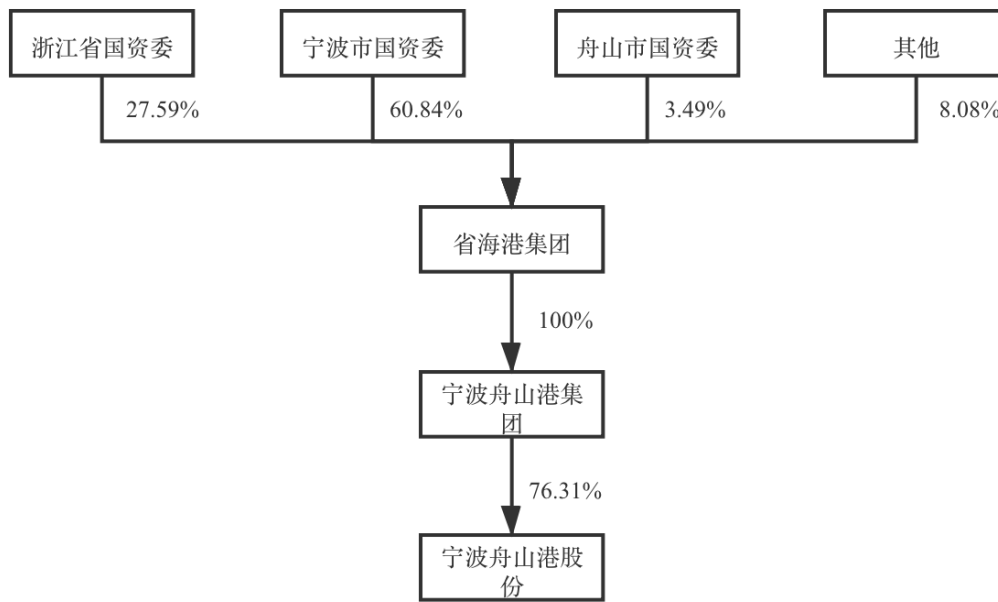 浙江省国资委
宁波市国资委
舟山市国资委
其他
27.59%
60.84%
3.49%
8.08%
省海港集团
100%
宁波舟山港集
团
76.31%
宁波舟山港股
份